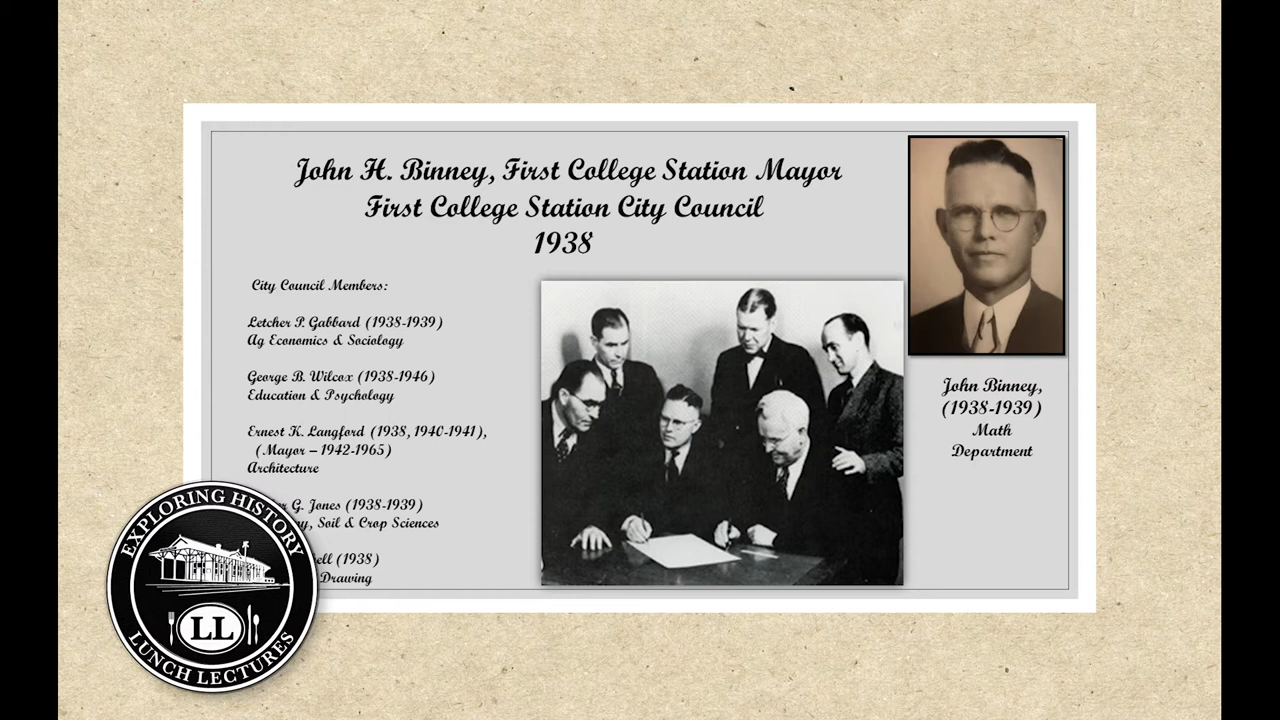 John H. Binney, First College Station Mayor
First College Station City Council
1938
City Council Members:
Letcher P. Gabbard (1938-1939)
Ag Economics & Sociology
George B. Wilcox (1938-1946)
Education & Psychology
Ernest K. Langford (1938, 1940-1941),
(Mayor – 1942-1965)
Architecture
G. Jones (1938-1939)
Soil & Crop Sciences
(1938)
Drawing
John Binney,
(1938-1939)
Math
Department
EXPLORING HISTORY
LL
LUNCH LECTURES